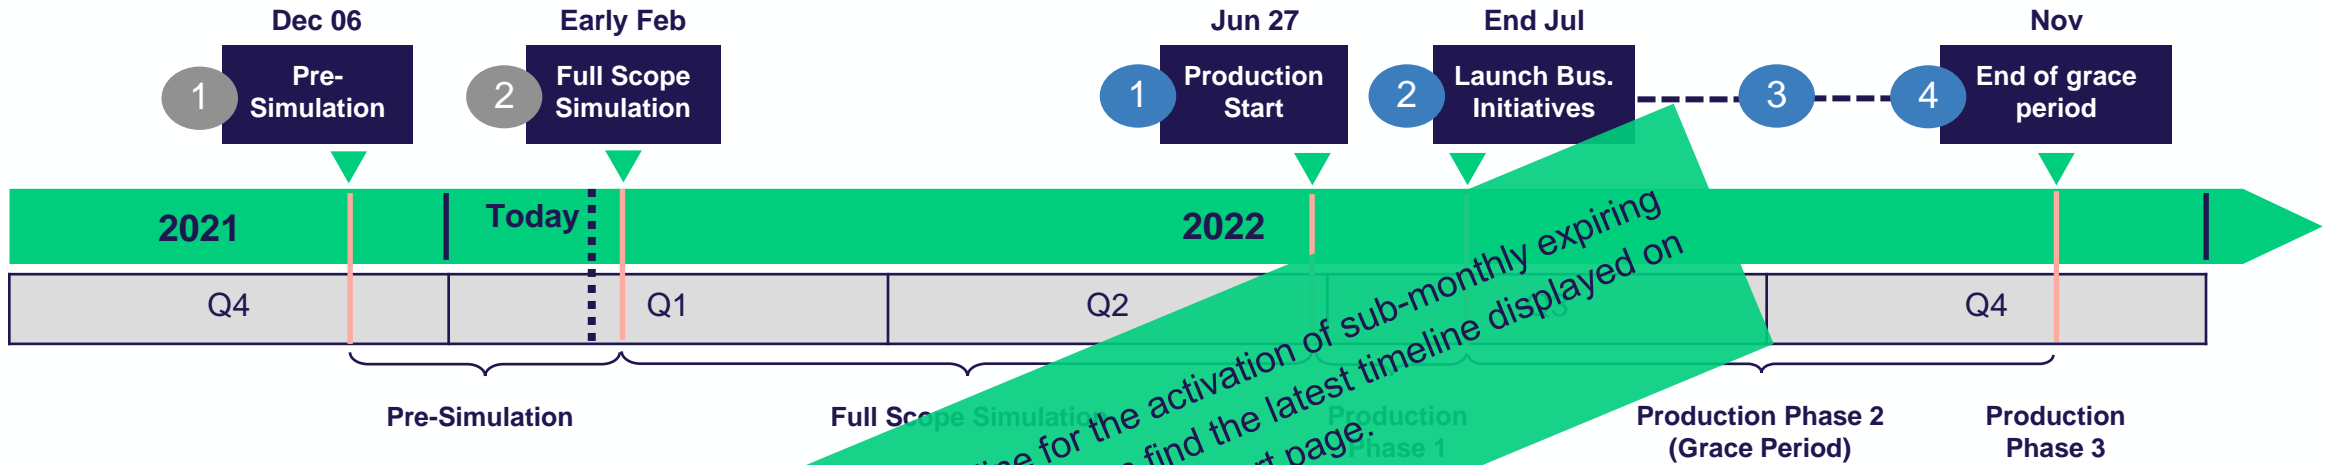 Dec 06
Early Feb
Jun 27
End Jul
Nov
1
Pre-
Simulation
2
Full Scope
Simulation
1
Production
Start
2
Launch Bus.
Initiatives
3
4
End of grace
period
2021
Today
2022
Q4
Q1
Q2
Q3
Q4
for the activation of sub-monthly expiring
find the latest timeline displayed on
page.
Pre-Simulation
Full Scope Simulation
Production
Phase 1
Production Phase 2
(Grace Period)
Production
Phase 3